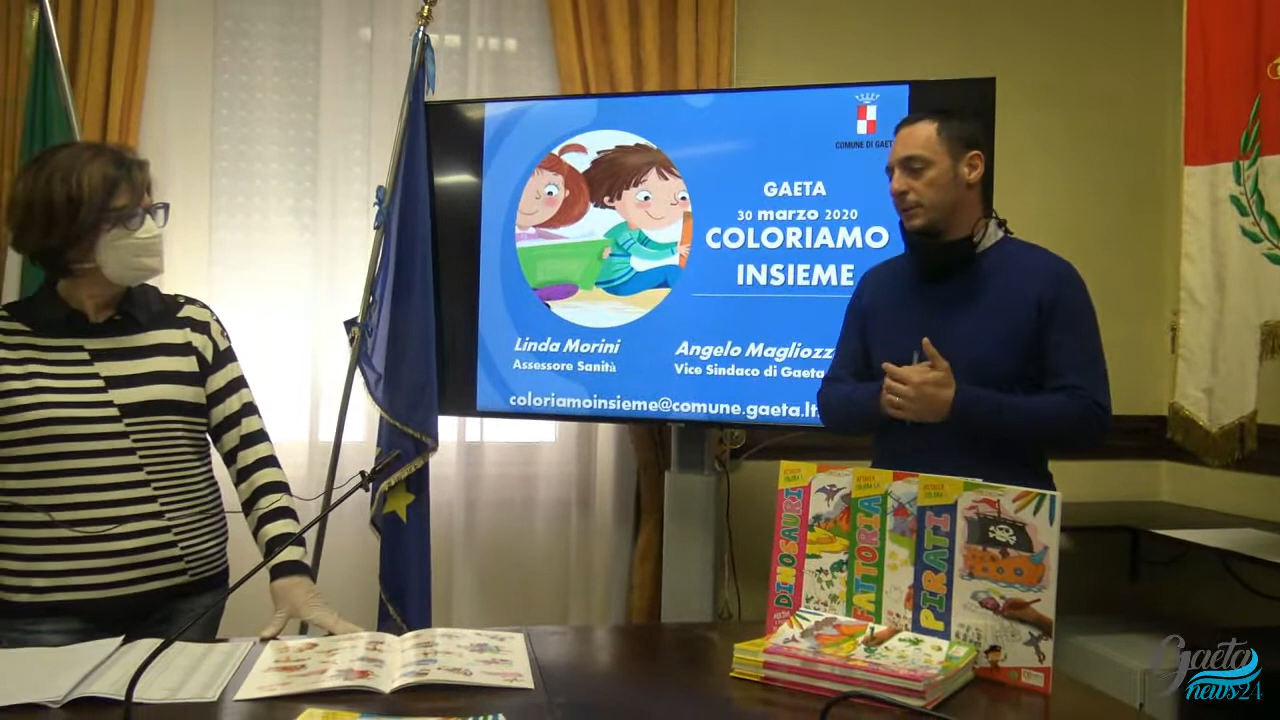 COMUNE DI GAET
GAETA
30 marzo 2020
COLORIAMO
INSIEME
Linda Morini
Assessore Sanità
Angelo Magliozz
Vice Sindaco di Gaeta
coloriamoinsieme@comune.gaeta.lt.
DINOSAURI
FATTORIA
PIRATI
Gaeta
news24